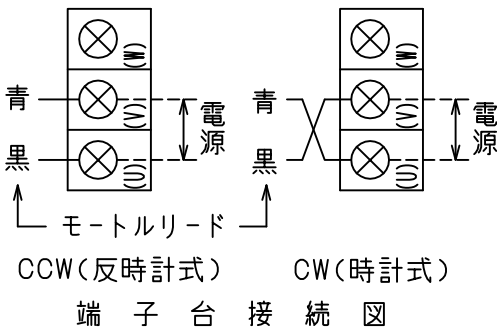 (W)
青
(V)
電源
黒
(U)
(W)
青
(V)
電源
黒
(U)
モートルリード
CCW(反時計式)
CW(時計式)
端子台接続図